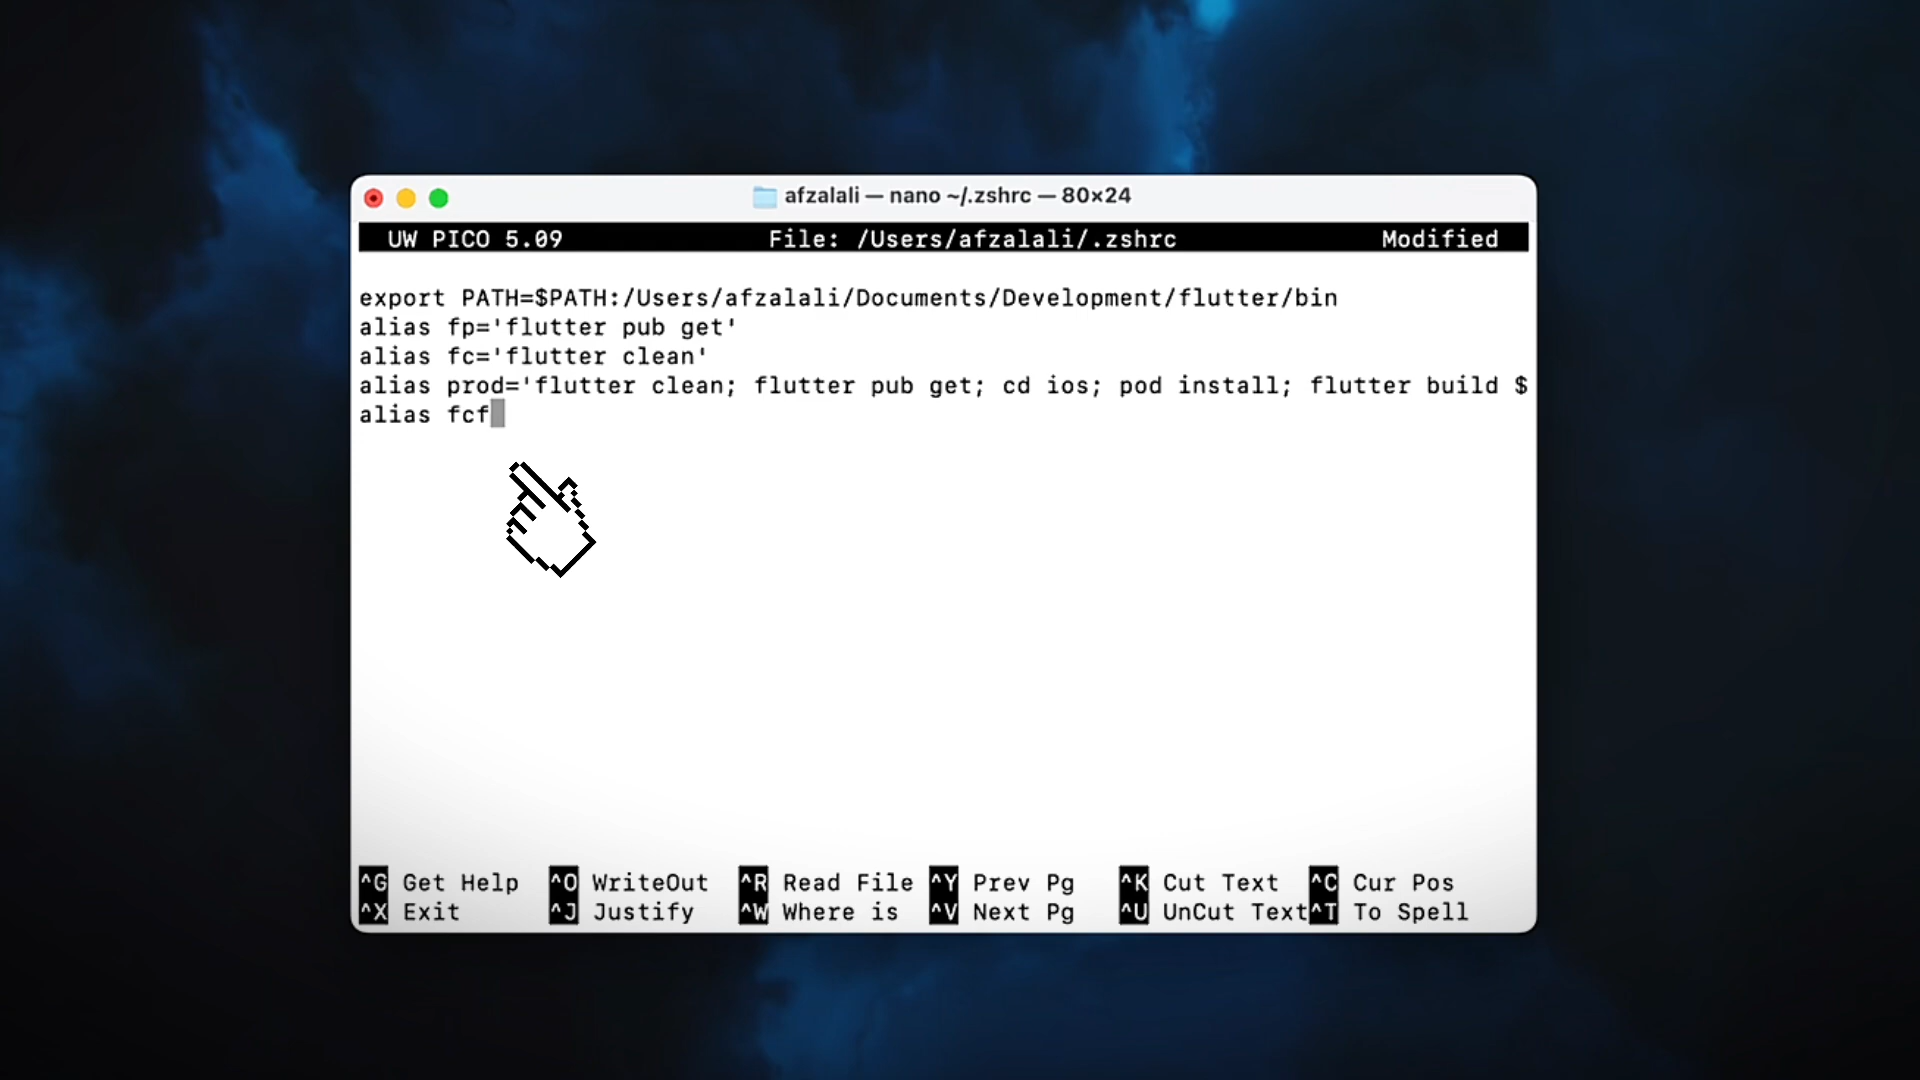 afzalali — nano ~/.zshrc — 80×24
UW PICO 5.09 File: /Users/afzalali/.zshrc Modified
export PATH=$PATH:/Users/afzalali/Documents/Development/flutter/bin
alias fp='flutter pub get'
alias fc='flutter clean'
alias prod='flutter clean; flutter pub get; cd ios; pod install; flutter build $
alias fcf
^G Get Help ^O WriteOut ^R Read File ^Y Prev Pg ^K Cut Text ^C Cur Pos
^X Exit ^J Justify ^W Where is ^V Next Pg ^U UnCut Text ^T To Spell